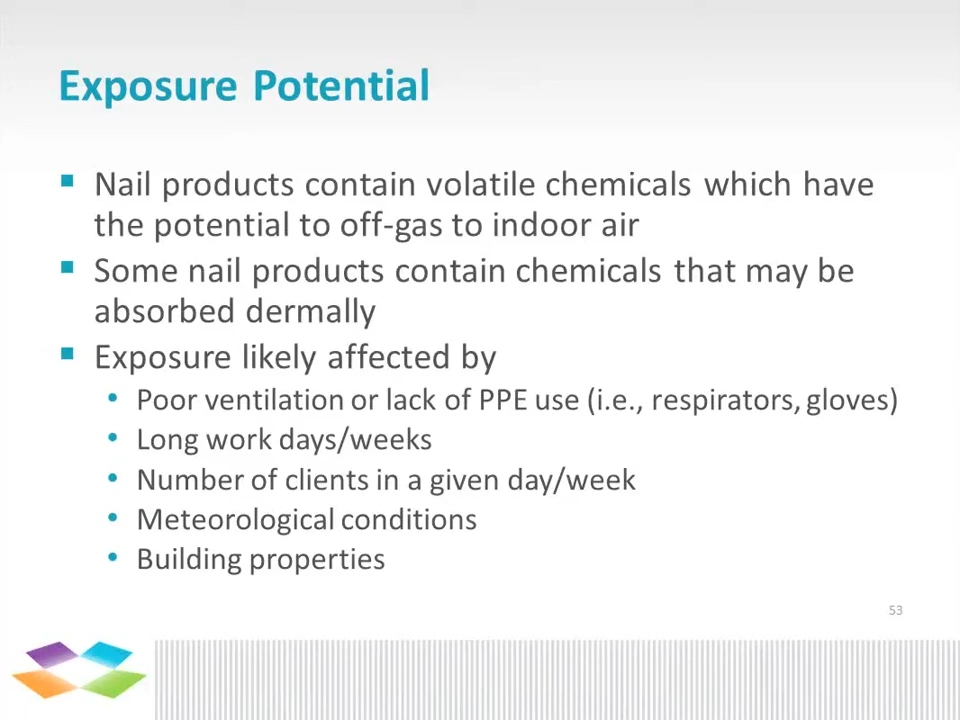 Exposure Potential
▪ Nail products contain volatile chemicals which have
the potential to off-gas to indoor air
▪ Some nail products contain chemicals that may be
absorbed dermally
▪ Exposure likely affected by
• Poor ventilation or lack of PPE use (i.e., respirators, gloves)
• Long work days/weeks
• Number of clients in a given day/week
• Meteorological conditions
• Building properties
53